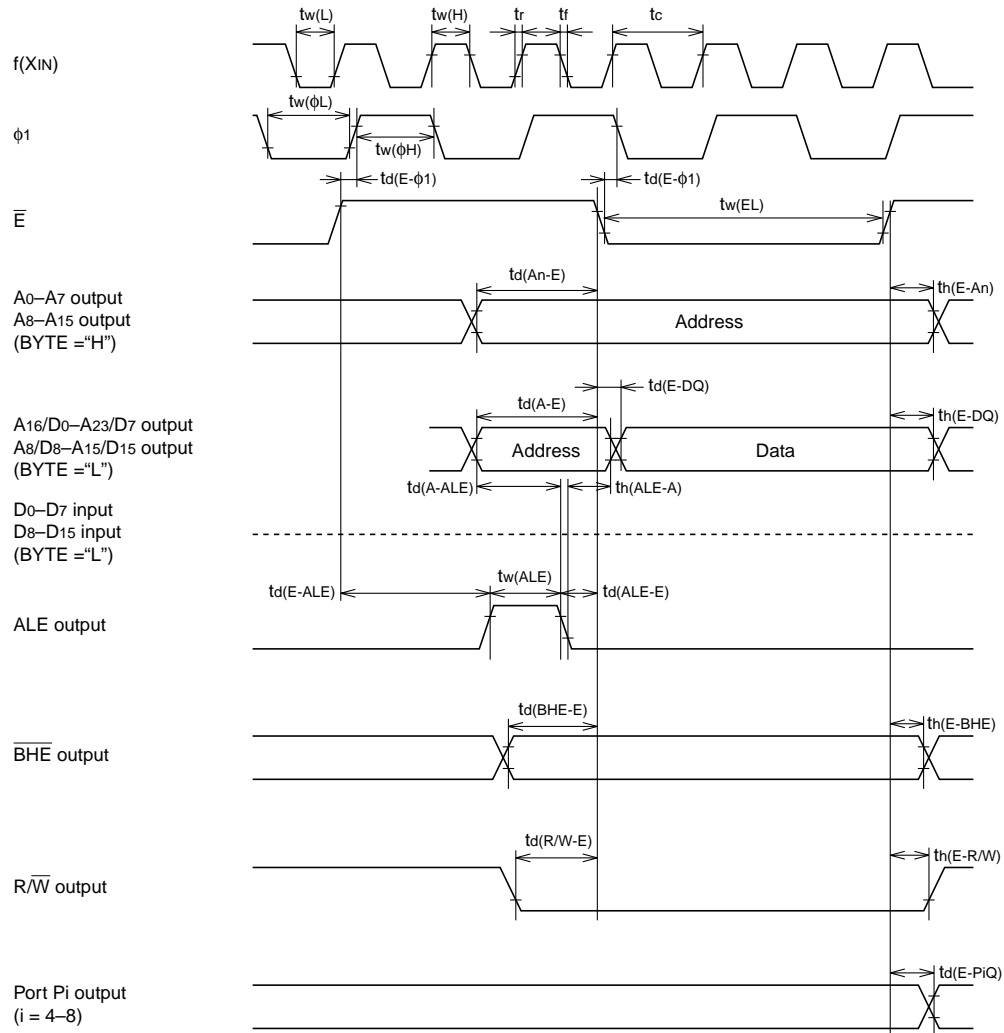 tw(L) tw(H) tr tf tc
f(XIN)
tw(ϕL)
ϕ1
tw(ϕH)
td(E-ϕ1) td(E-ϕ1)
tw(EL)
E
td(An-E) th(E-An)
A0–A7 output
A8–A15 output
(BYTE =“H”)
Address
td(E-DQ)
td(A-E) th(E-DQ)
A16/D0–A23/D7 output
A8/D8–A15/D15 output
(BYTE =“L”)
Address Data
td(A-ALE) th(ALE-A)
D0–D7 input
D8–D15 input
(BYTE =“L”)
tw(ALE)
td(E-ALE) td(ALE-E)
ALE output
td(BHE-E) th(E-BHE)
BHE output
td(R/W-E) th(E-R/W)
R/W output
td(E-PiQ)
Port Pi output
(i = 4–8)